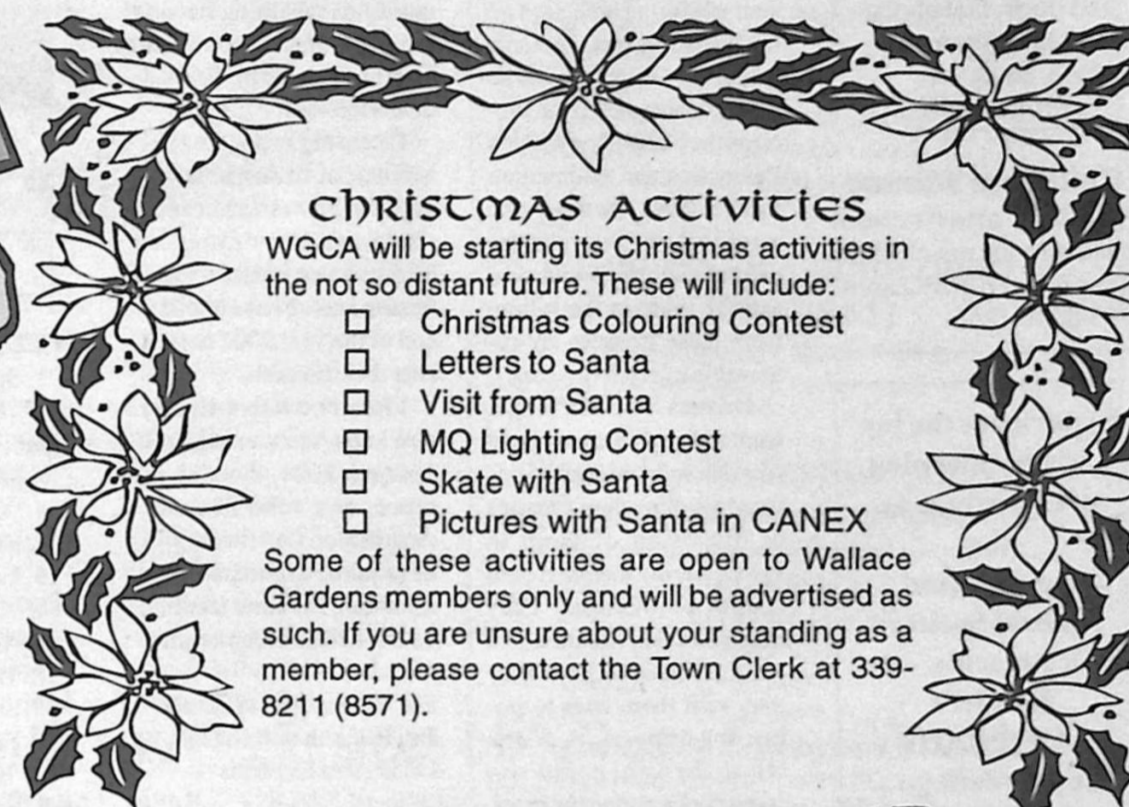 Christmas Activities
WGCA will be starting its Christmas activities in
the not so distant future. These will include:
☐ Christmas Colouring Contest
☐ Letters to Santa
☐ Visit from Santa
☐ MQ Lighting Contest
☐ Skate with Santa
☐ Pictures with Santa in CANEX
Some of these activities are open to Wallace
Gardens members only and will be advertised as
such. If you are unsure about your standing as a
member, please contact the Town Clerk at 339-
8211 (8571).